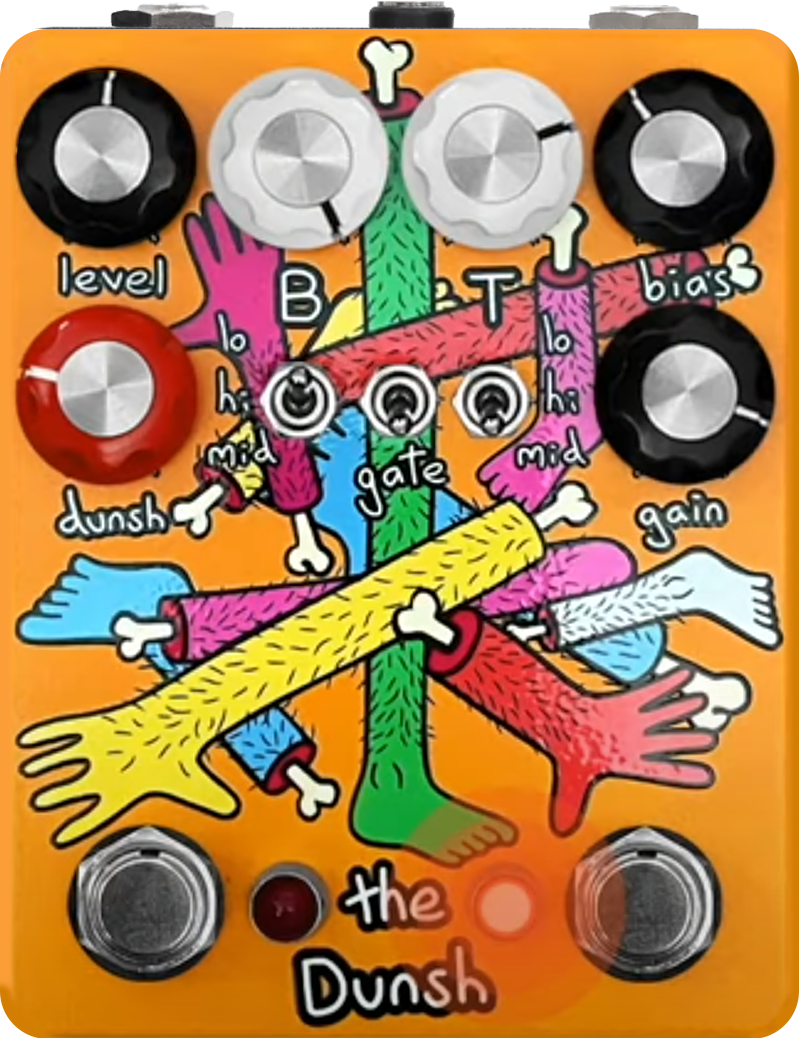 level
B
T
bias
lo
lo
hi
hi
mid
mid
gate
dunsh
gain
the
Dunsh